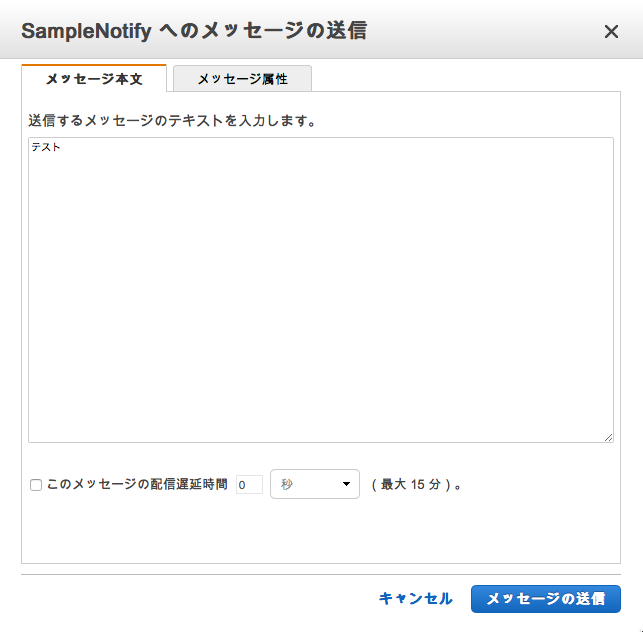 SampleNotify へのメッセージの送信
メッセージ本文 メッセージ属性
送信するメッセージのテキストを入力します。
テスト
このメッセージの配信遅延時間 0 秒 ( 最大 15 分 ) 。
キャンセル メッセージの送信